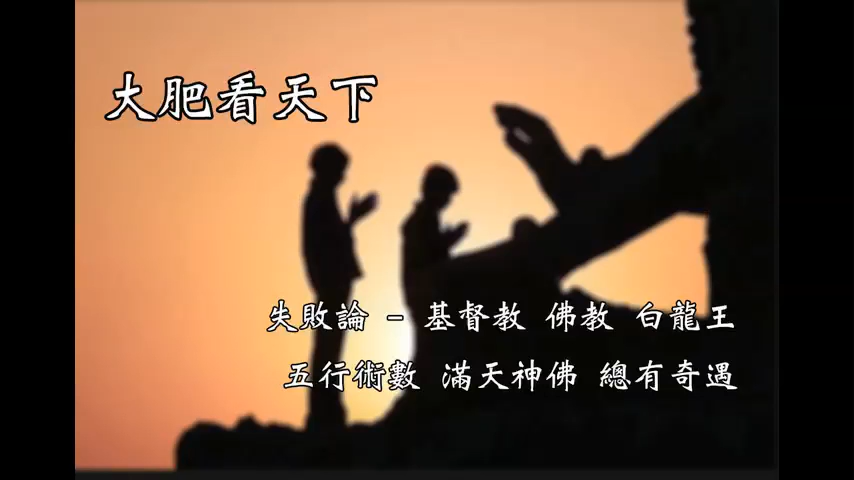 大肥看天下
失敗論 - 基督教 佛教 白龍王
五行術數 滿天神佛 總有奇遇